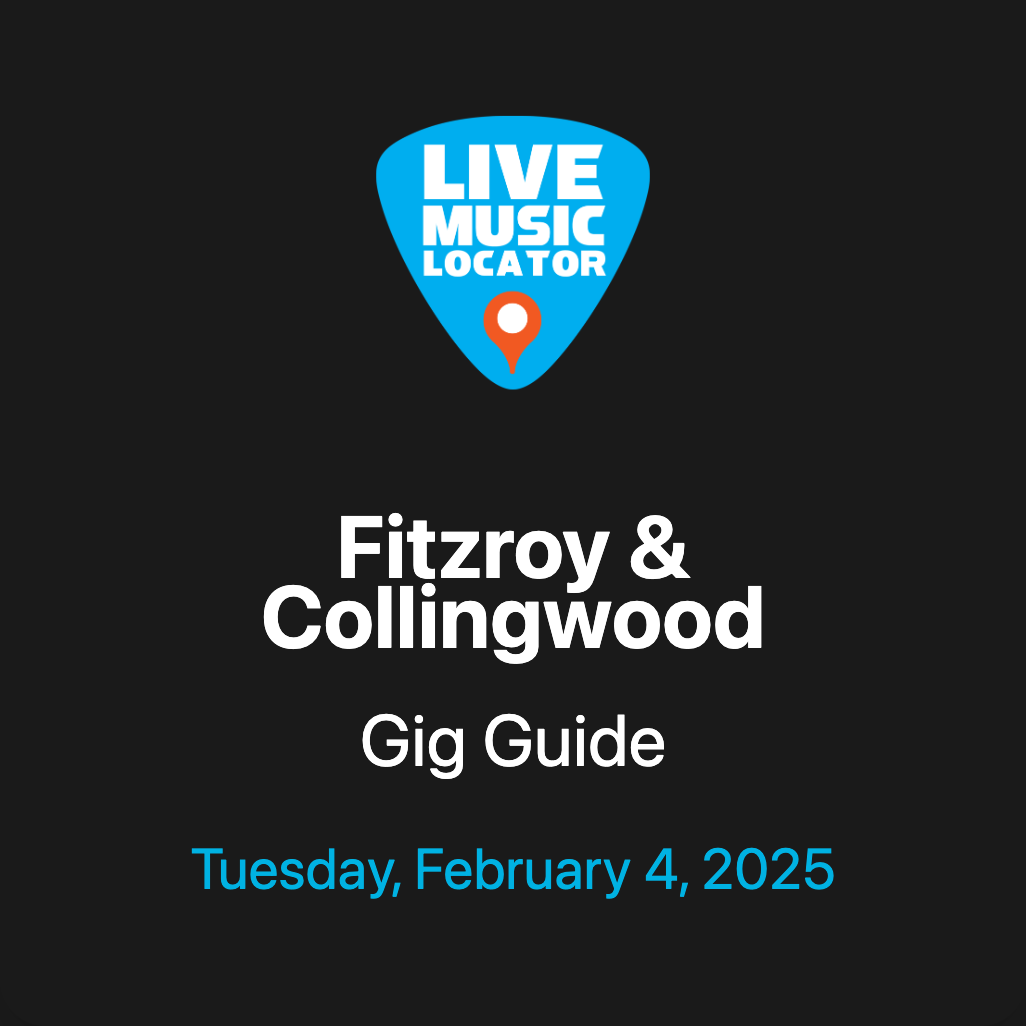 LIVE
MUSIC
LOCATOR
Fitzroy &
Collingwood
Gig Guide
Tuesday, February 4, 2025